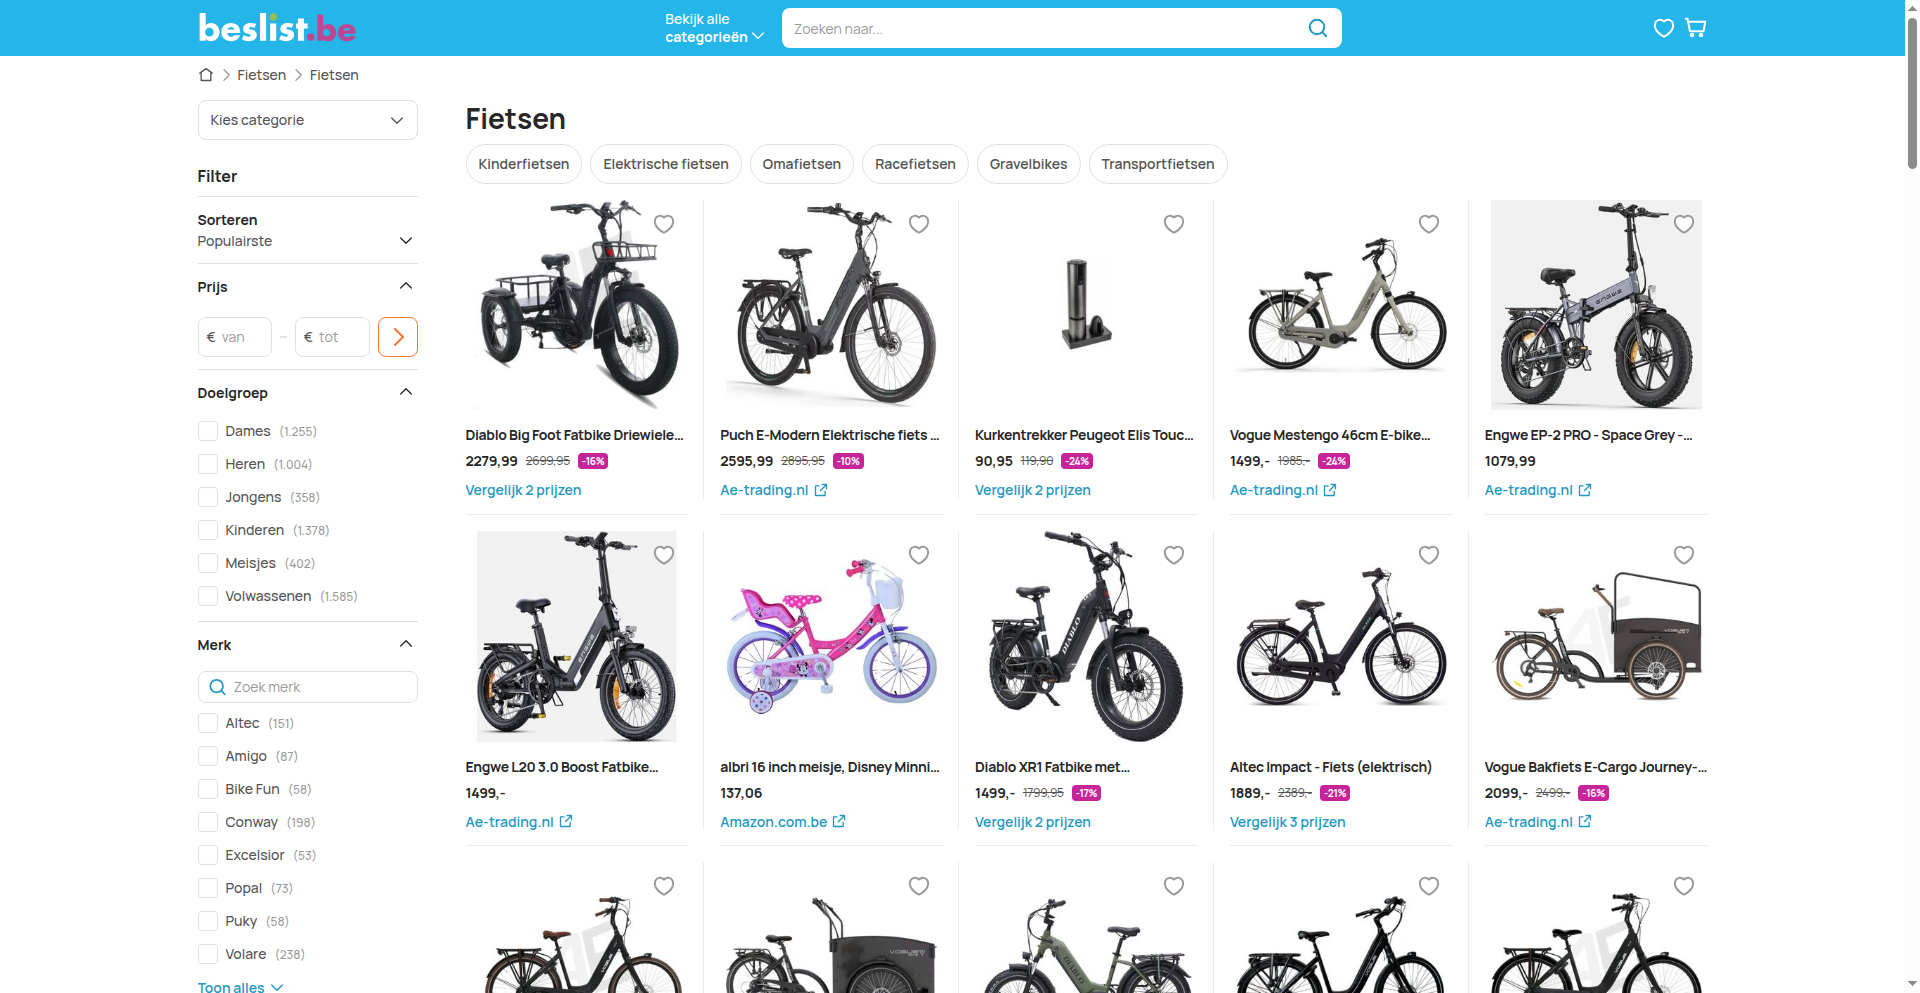 beslist.be
Bekijk alle
categorieën
Zoeken naar...
Fietsen
Fietsen
Kies categorie
Filter
Sorteren
Populairste
Prijs
€ van
–
€ tot
Doelgroep
Dames (1.255)
Heren (1.004)
Jongens (358)
Kinderen (1.378)
Meisjes (402)
Volwassenen (1.585)
Merk
Zoek merk
Altec (151)
Amigo (87)
Bike Fun (58)
Conway (198)
Excelsior (53)
Popal (73)
Puky (58)
Volare (238)
Toon alles
Fietsen
Kinderfietsen
Elektrische fietsen
Omafietsen
Racefietsen
Gravelbikes
Transportfietsen
Diablo Big Foot Fatbike Driewiele...
2279,99 2699,95 -16%
Vergelijk 2 prijzen
Puch E-Modern Elektrische fiets ...
2595,99 2895,95 -10%
Ae-trading.nl
Kurkentrekker Peugeot Elis Touc...
90,95 119,90 -24%
Vergelijk 2 prijzen
Vogue Mestengo 46cm E-bike...
1499,- 1985,- -24%
Ae-trading.nl
Engwe EP-2 PRO - Space Grey -...
1079,99
Ae-trading.nl
Engwe L20 3.0 Boost Fatbike...
1499,-
Ae-trading.nl
albri 16 inch meisje, Disney Minni...
137,06
Amazon.com.be
DIABLO
Diablo XR1 Fatbike met...
1499,- 1799,95 -17%
Vergelijk 2 prijzen
Altec Impact - Fiets (elektrisch)
1889,- 2389,- -21%
Vergelijk 3 prijzen
Vogue Bakfiets E-Cargo Journey-...
2099,- 2499,- -16%
Ae-trading.nl